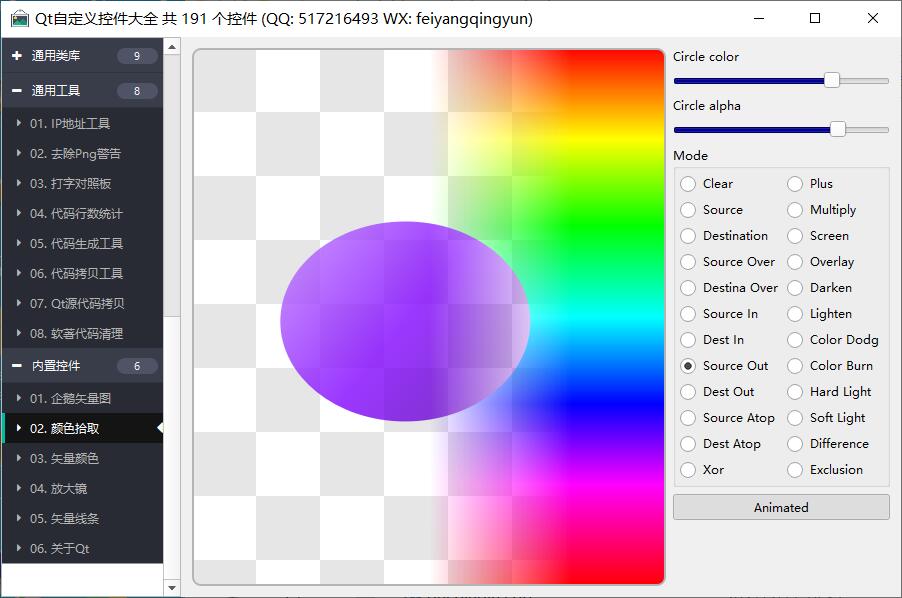 Qt自定义控件大全 共 191 个控件 (QQ: 517216493 WX: feiyangqingyun)
通用类库 9
通用工具 8
01. IP地址工具
02. 去除Png警告
03. 打字对照板
04. 代码行数统计
05. 代码生成工具
06. 代码拷贝工具
07. Qt源代码拷贝
08. 软著代码清理
内置控件 6
01. 企鹅矢量图
02. 颜色拾取
03. 矢量颜色
04. 放大镜
05. 矢量线条
06. 关于Qt
Circle color
Circle alpha
Mode
Clear Plus
Source Multiply
Destination Screen
Source Over Overlay
Destina Over Darken
Source In Lighten
Dest In Color Dodg
Source Out Color Burn
Dest Out Hard Light
Source Atop Soft Light
Dest Atop Difference
Xor Exclusion
Animated